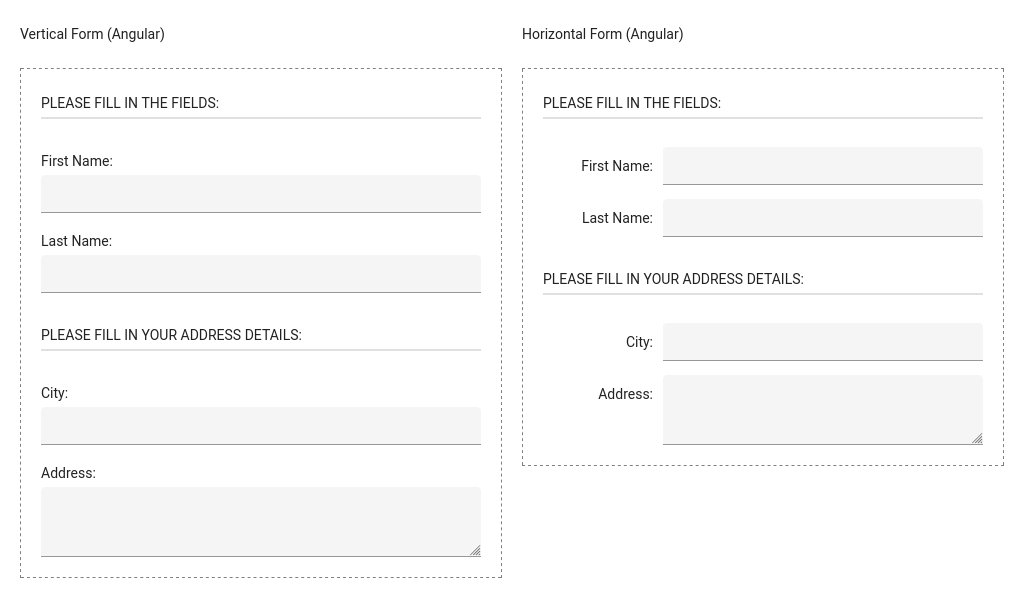 Vertical Form (Angular)
PLEASE FILL IN THE FIELDS:
First Name:
Last Name:
PLEASE FILL IN YOUR ADDRESS DETAILS:
City:
Address:
Horizontal Form (Angular)
PLEASE FILL IN THE FIELDS:
First Name:
Last Name:
PLEASE FILL IN YOUR ADDRESS DETAILS:
City:
Address: